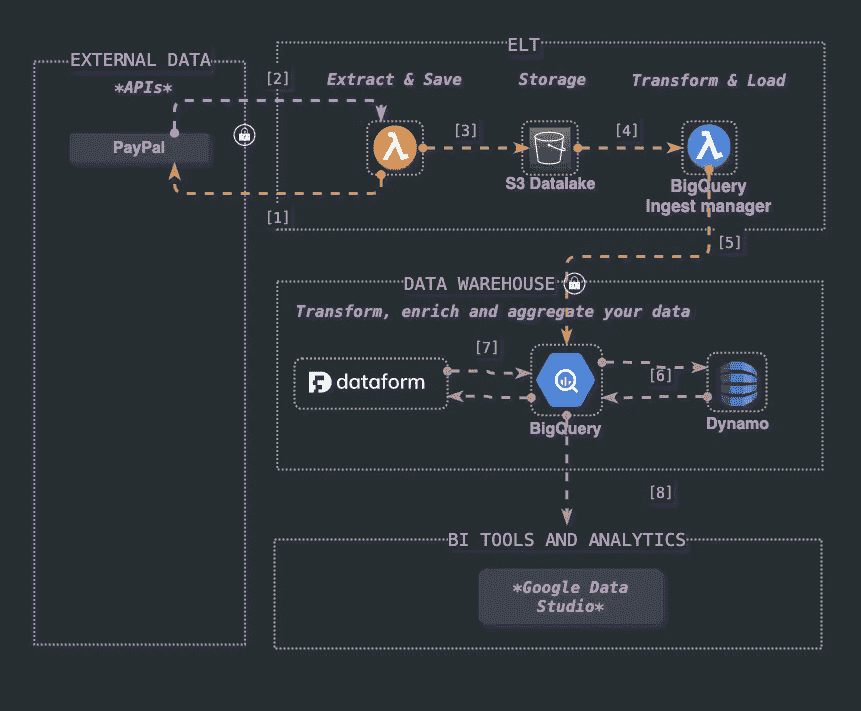 EXTERNAL DATA
*APIs*
PayPal
[2]
[1]
ELT
Extract & Save
Storage
Transform & Load
λ
[3]
[4]
λ
S3 Datalake
BigQuery
Ingest manager
[5]
DATA WAREHOUSE
Transform, enrich and aggregate your data
[7]
dataform
[6]
BigQuery
Dynamo
[8]
BI TOOLS AND ANALYTICS
*Google Data
Studio*